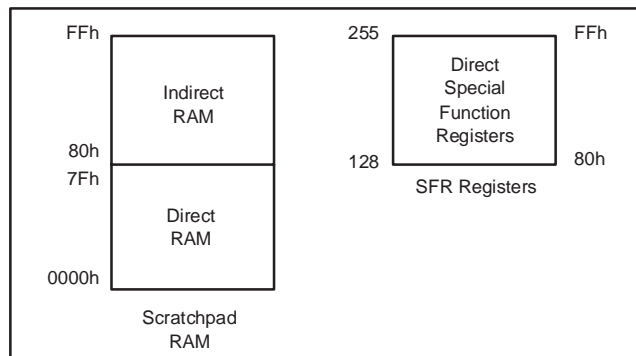 FFh
Indirect
RAM
80h
7Fh
Direct
RAM
0000h
Scratchpad
RAM
255
FFh
Direct
Special
Function
Registers
128
80h
SFR Registers